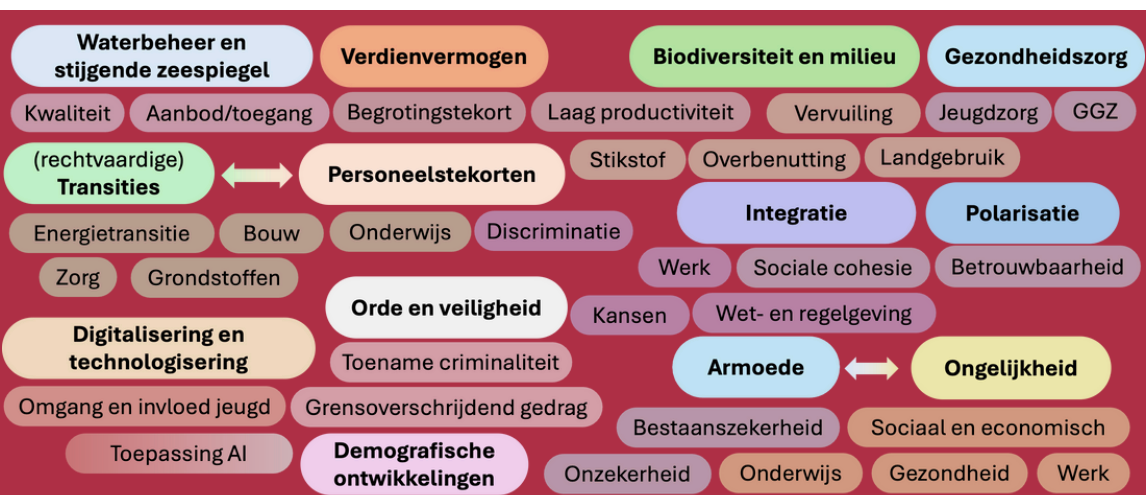 Waterbeheer en
stijgende zeespiegel
Verdienvermogen
Biodiversiteit en milieu
Gezondheidszorg
Kwaliteit
Aanbod/toegang
Begrotingstekort
Laag productiviteit
Vervuiling
Jeugdzorg
GGZ
(rechtvaardige)
Transities
Personeelstekorten
Stikstof
Overbenutting
Landgebruik
Integratie
Polarisatie
Energietransitie
Bouw
Onderwijs
Discriminatie
Werk
Sociale cohesie
Betrouwbaarheid
Zorg
Grondstoffen
Orde en veiligheid
Kansen
Wet- en regelgeving
Digitalisering en
technologisering
Toename criminaliteit
Armoede
Ongelijkheid
Omgang en invloed jeugd
Grensoverschrijdend gedrag
Bestaanszekerheid
Sociaal en economisch
Toepassing AI
Demografische
ontwikkelingen
Onzekerheid
Onderwijs
Gezondheid
Werk